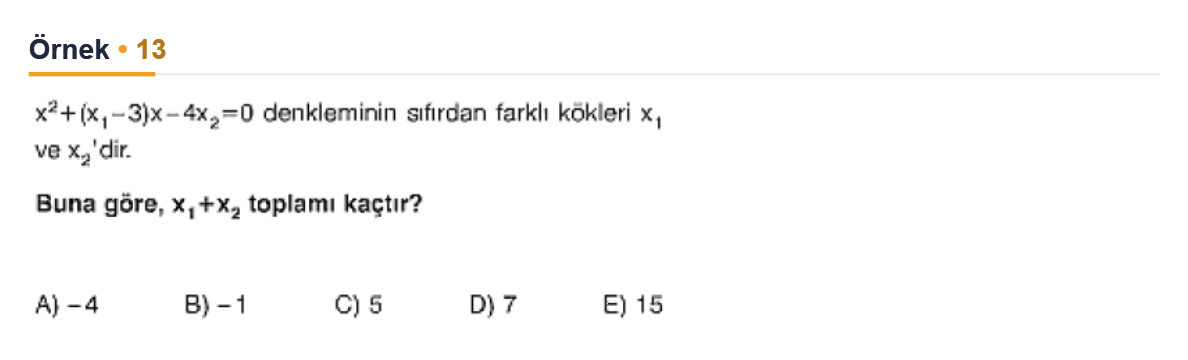 Örnek • 13
x²+(x₁−3)x−4x₂=0 denkleminin sıfırdan farklı kökleri x₁
ve x₂'dir.
Buna göre, x₁+x₂ toplamı kaçtır?
A) −4 B) −1 C) 5 D) 7 E) 15